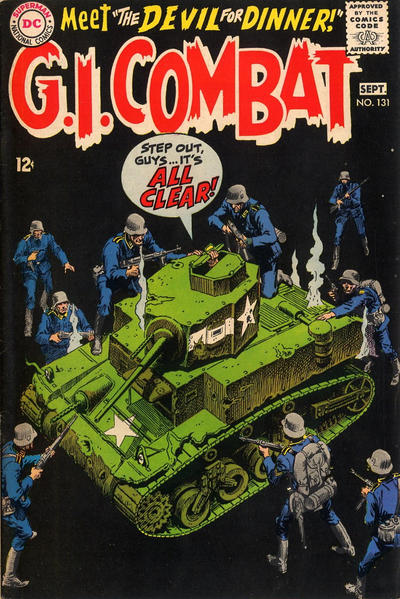 Meet "THE DEVIL FOR DINNER!"
SUPERMAN
DC
NATIONAL COMICS
APPROVED
BY THE
COMICS
CODE
CA
AUTHORITY
G.I. COMBAT
SEPT.
NO. 131
12¢
STEP OUT,
GUYS... IT'S
ALL
CLEAR!